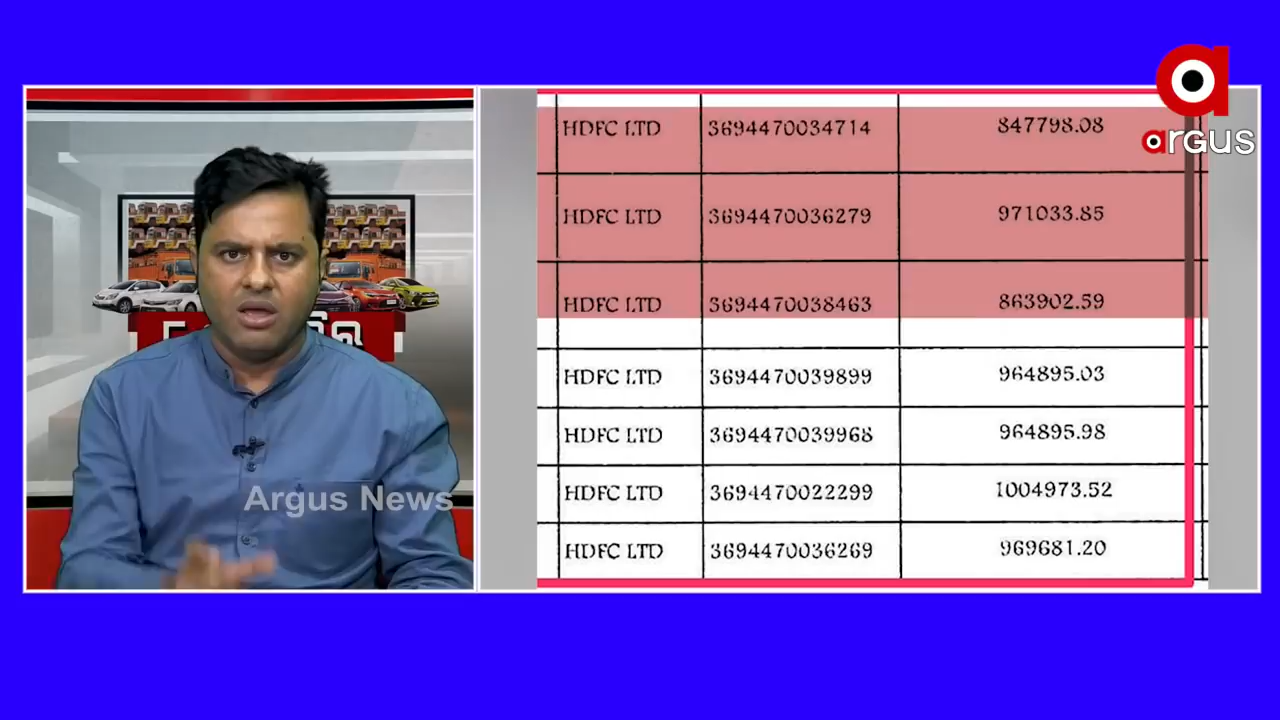 argus
HDFC LTD 3694470034714 847798.08
HDFC LTD 3694470036279 971033.85
HDFC LTD 3694470038463 863902.59
HDFC LTD 3694470039899 964895.03
HDFC LTD 3694470039968 964895.98
HDFC LTD 3694470022299 1004973.52
HDFC LTD 3694470036269 969681.20
Argus News